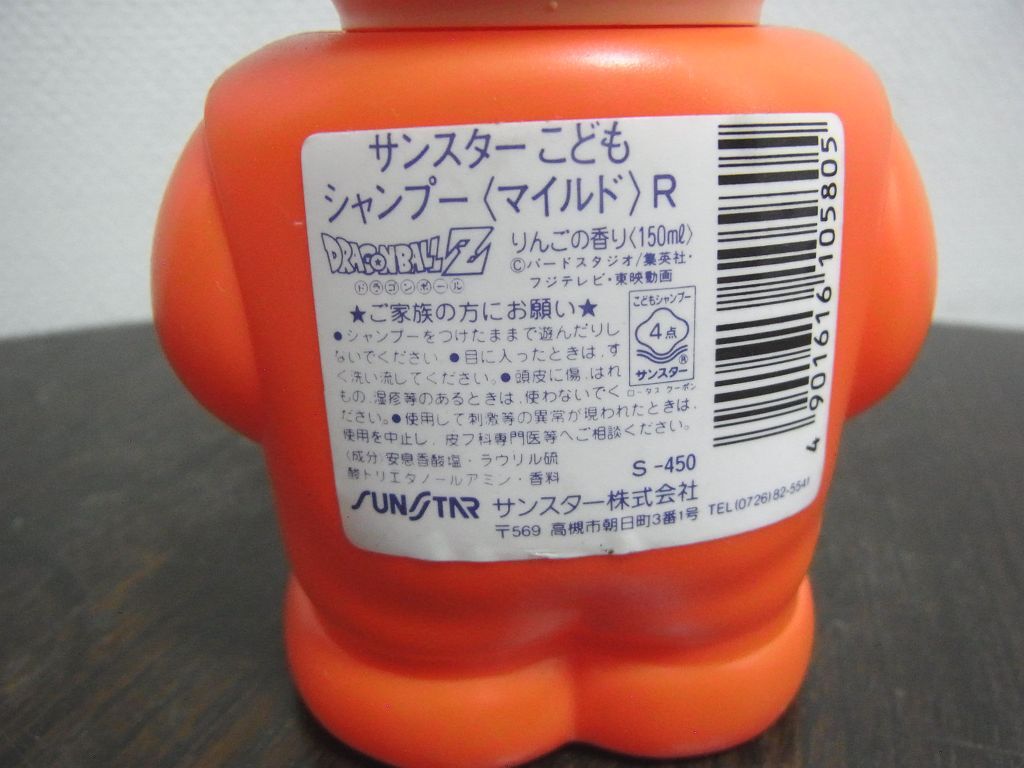 サンスター こども
シャンプー〈マイルド〉R
DRAGONBALL Z
ドラゴンボール
りんごの香り〈150ml〉
©バードスタジオ/集英社・
フジテレビ・東映動画
★ご家族の方にお願い★
●シャンプーをつけたままで遊んだりし
ないでください。●目に入ったときは、す
ぐ洗い流してください。●頭皮に傷、はれ
もの、湿疹等のあるときは、使わないでく
ださい。●使用して刺激等の異常が現われたときは、
使用を中止し、皮フ科専門医等へご相談ください。
〈成分〉安息香酸塩・ラウリル硫
酸トリエタノールアミン・香料
こどもシャンプー
4点
サンスター®
ロータス クーポン
S-450
SUNSTAR サンスター株式会社
〒569 高槻市朝日町3番1号 TEL(0726)82-5541
4 901616 105805